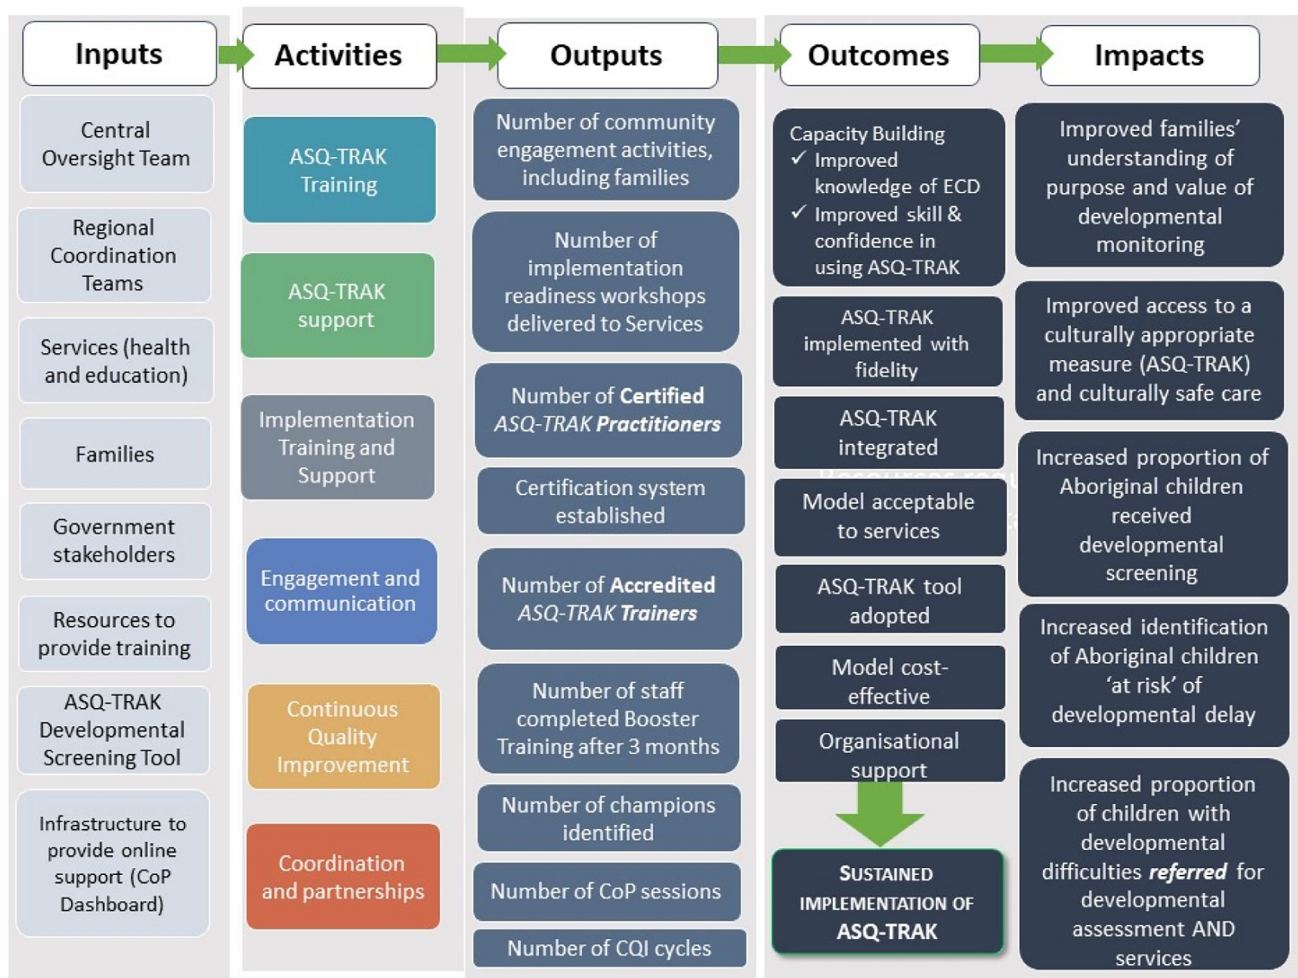 Inputs
Activities
Outputs
Outcomes
Impacts
Central
Oversight Team
Regional
Coordination
Teams
Services (health
and education)
Families
Government
stakeholders
Resources to
provide training
ASQ-TRAK
Developmental
Screening Tool
Infrastructure to
provide online
support (CoP
Dashboard)
ASQ-TRAK
Training
ASQ-TRAK
support
Implementation
Training and
Support
Engagement and
communication
Continuous
Quality
Improvement
Coordination
and partnerships
Number of community
engagement activities,
including families
Number of
implementation
readiness workshops
delivered to Services
Number of Certified
ASQ-TRAK Practitioners
Certification system
established
Number of Accredited
ASQ-TRAK Trainers
Number of staff
completed Booster
Training after 3 months
Number of champions
identified
Number of CoP sessions
Number of CQI cycles
Capacity Building
✓ Improved
knowledge of ECD
✓ Improved skill &
confidence in
using ASQ-TRAK
ASQ-TRAK
implemented with
fidelity
ASQ-TRAK
integrated
Model acceptable
to services
ASQ-TRAK tool
adopted
Model cost-
effective
Organisational
support
SUSTAINED
IMPLEMENTATION OF
ASQ-TRAK
Improved families’
understanding of
purpose and value of
developmental
monitoring
Improved access to a
culturally appropriate
measure (ASQ-TRAK)
and culturally safe care
Increased proportion of
Aboriginal children
received
developmental
screening
Increased identification
of Aboriginal children
‘at risk’ of
developmental delay
Increased proportion
of children with
developmental
difficulties referred for
developmental
assessment AND
services